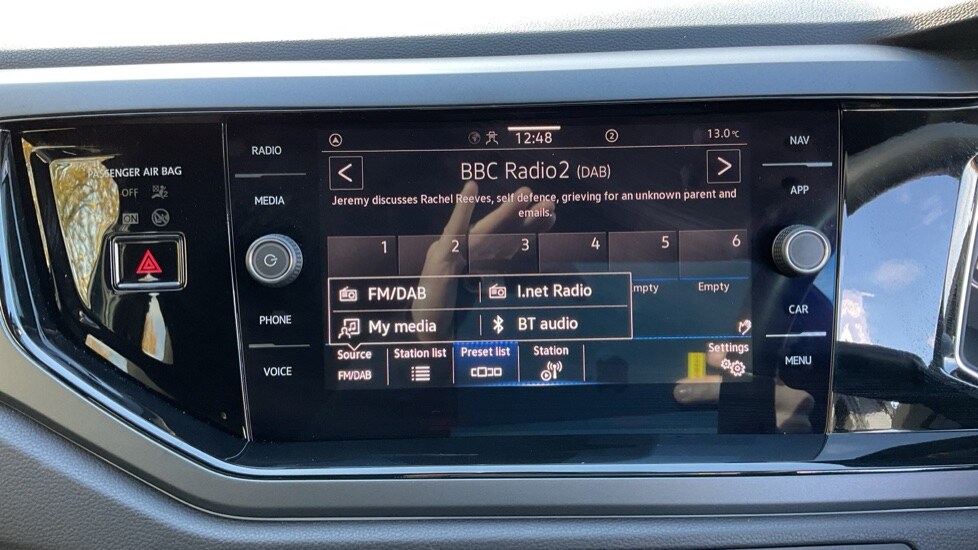 12:48
2
13.0°C
RADIO
NAV
BBC Radio2 (DAB)
PASSENGER AIR BAG
OFF
ON
MEDIA
APP
Jeremy discusses Rachel Reeves, self defence, grieving for an unknown parent and
emails.
1 2 3 4 5 6
mpty
Empty
FM/DAB
I.net Radio
My media
BT audio
PHONE
CAR
Source
FM/DAB
Station list
Preset list
Station
Settings
VOICE
MENU